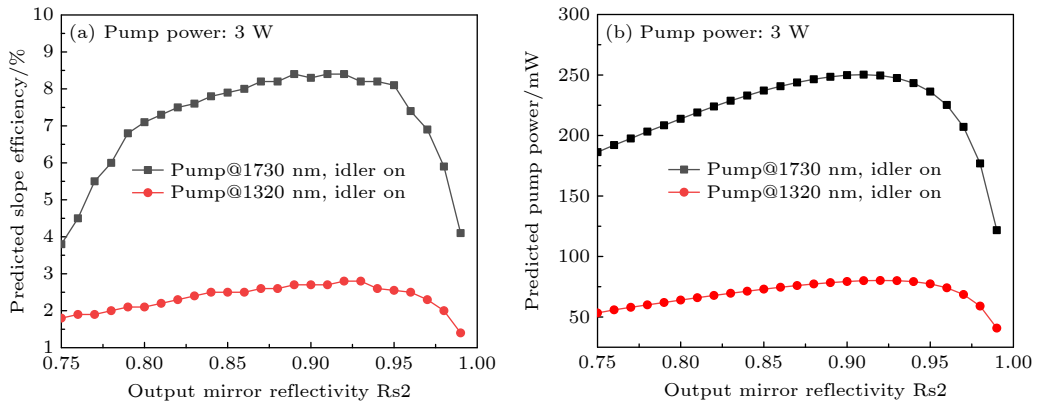 (a) Pump power: 3 W
Predicted slope efficiency/%
10
9
8
7
6
5
4
3
2
1
Pump@1730 nm, idler on
Pump@1320 nm, idler on
0.75 0.80 0.85 0.90 0.95 1.00
Output mirror reflectivity Rs2
(b) Pump power: 3 W
Predicted pump power/mW
300
250
200
150
100
50
Pump@1730 nm, idler on
Pump@1320 nm, idler on
0.75 0.80 0.85 0.90 0.95 1.00
Output mirror reflectivity Rs2